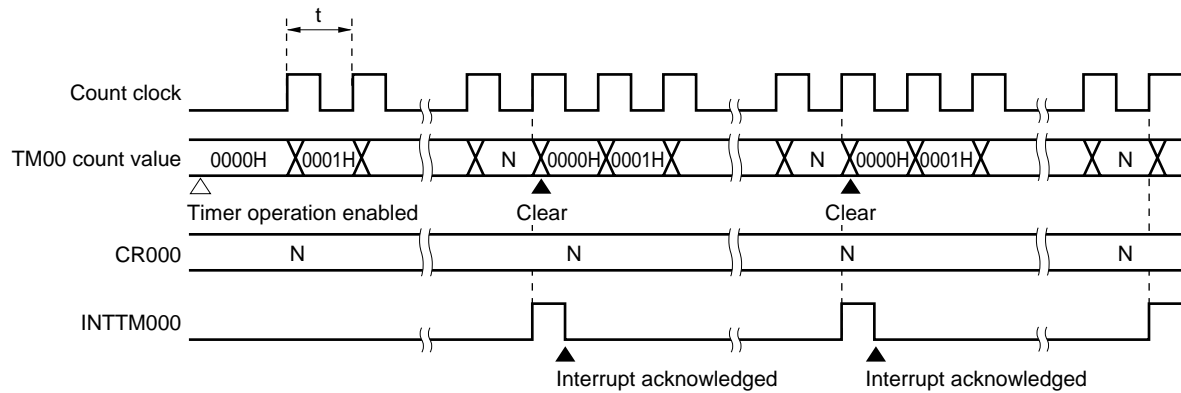 t
Count clock
TM00 count value 0000H 0001H N 0000H 0001H N 0000H 0001H N
Timer operation enabled Clear Clear
CR000 N N N N
INTTM000
Interrupt acknowledged Interrupt acknowledged